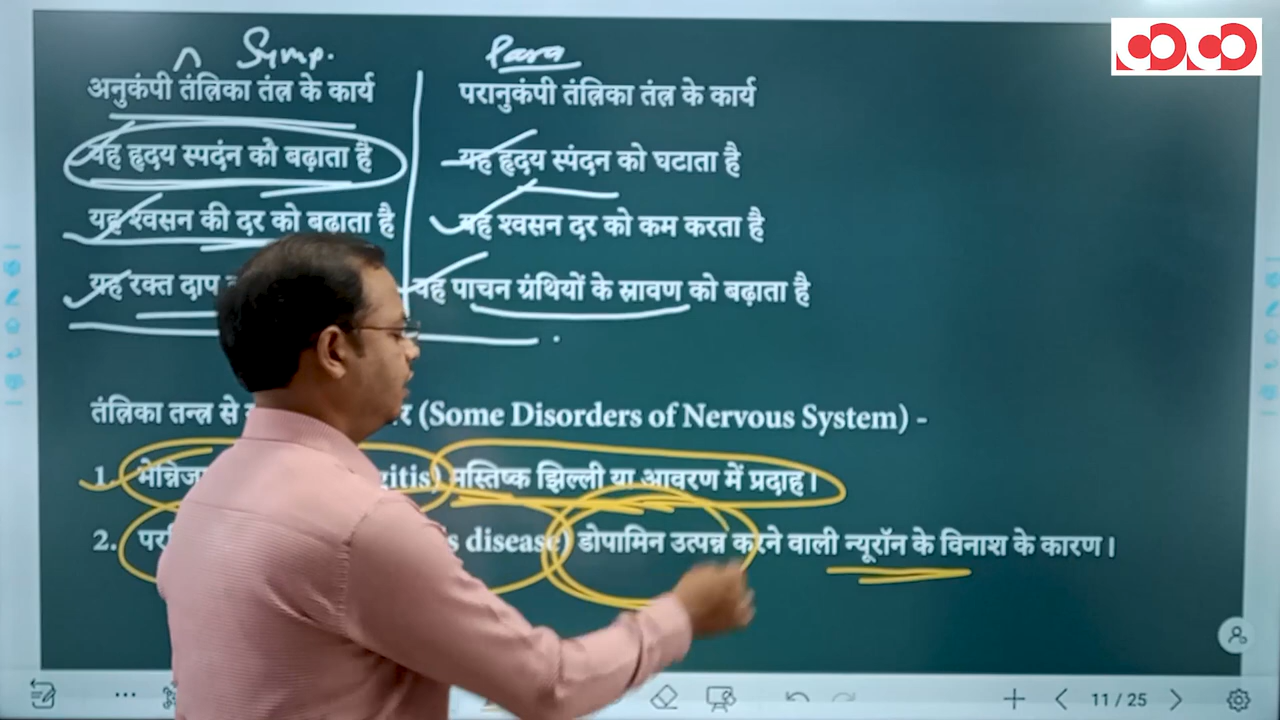 Symp.
Para
अनुकंपी तंत्रिका तंत्र के कार्य
परानुकंपी तंत्रिका तंत्र के कार्य
यह हृदय स्पदंन को बढ़ाता है
यह हृदय स्पंदन को घटाता है
यह श्वसन की दर को बढ़ाता है
यह श्वसन दर को कम करता है
यह रक्त दाप
यह पाचन ग्रंथियों के स्रावण को बढ़ाता है
तंत्रिका तन्त्र से (Some Disorders of Nervous System) -
1. मस्तिष्क झिल्ली या आवरण में प्रदाह।
2. disease) डोपामिन उत्पन्न करने वाली न्यूरॉन के विनाश के कारण।
11 / 25